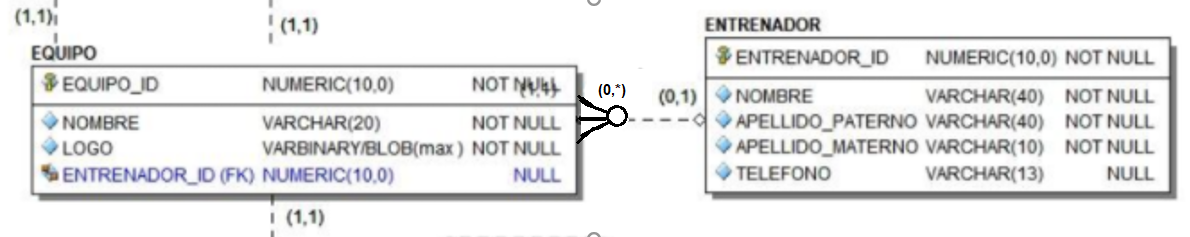 (1,1)
(1,1)
EQUIPO
EQUIPO_ID NUMERIC(10,0) NOT NULL
(1,1)
NOMBRE VARCHAR(20) NOT NULL
LOGO VARBINARY/BLOB(max ) NOT NULL
ENTRENADOR_ID (FK) NUMERIC(10,0) NULL
(1,1)
(0,*)
(0,1)
ENTRENADOR
ENTRENADOR_ID NUMERIC(10,0) NOT NULL
NOMBRE VARCHAR(40) NOT NULL
APELLIDO_PATERNO VARCHAR(40) NOT NULL
APELLIDO_MATERNO VARCHAR(10) NOT NULL
TELEFONO VARCHAR(13) NULL